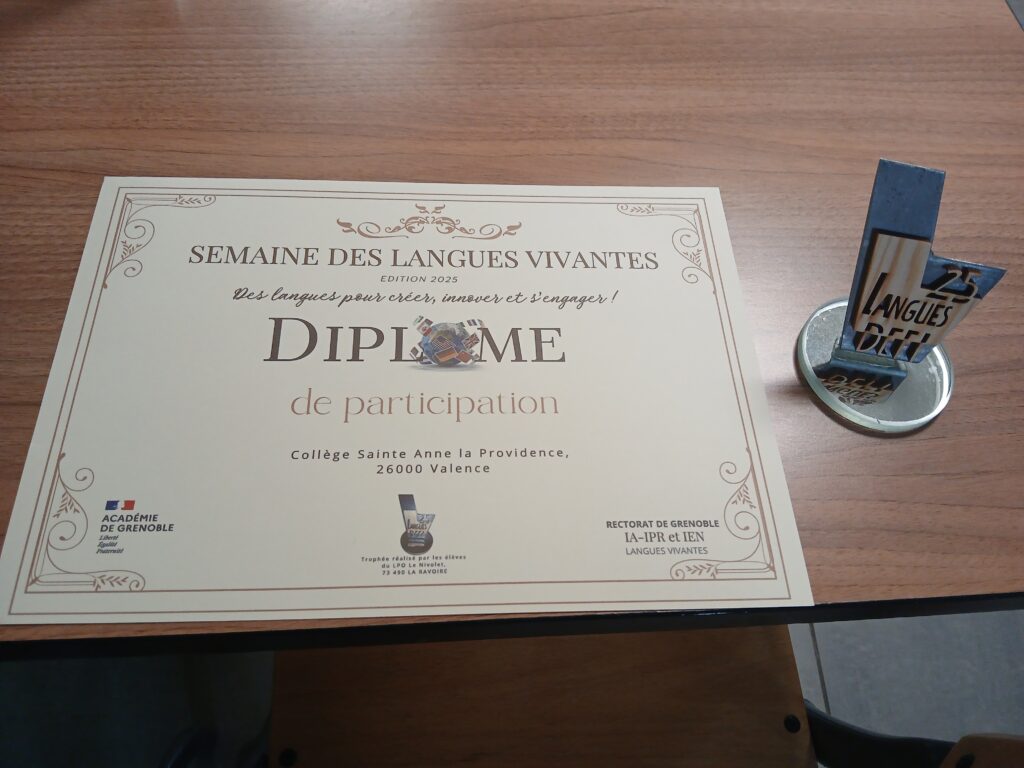 SEMAINE DES LANGUES VIVANTES
EDITION 2025
Des langues pour créer, innover et s'engager !
DIPLOME
de participation
Collège Sainte Anne la Providence,
26000 Valence
ACADÉMIE
DE GRENOBLE
Liberté
Égalité
Fraternité
LANGUES
Trophée réalisé par les élèves
du LPO Le Nivolet,
73 490 LA RAVOIRE
RECTORAT DE GRENOBLE
IA-IPR et IEN
LANGUES VIVANTES
25
LANGUES